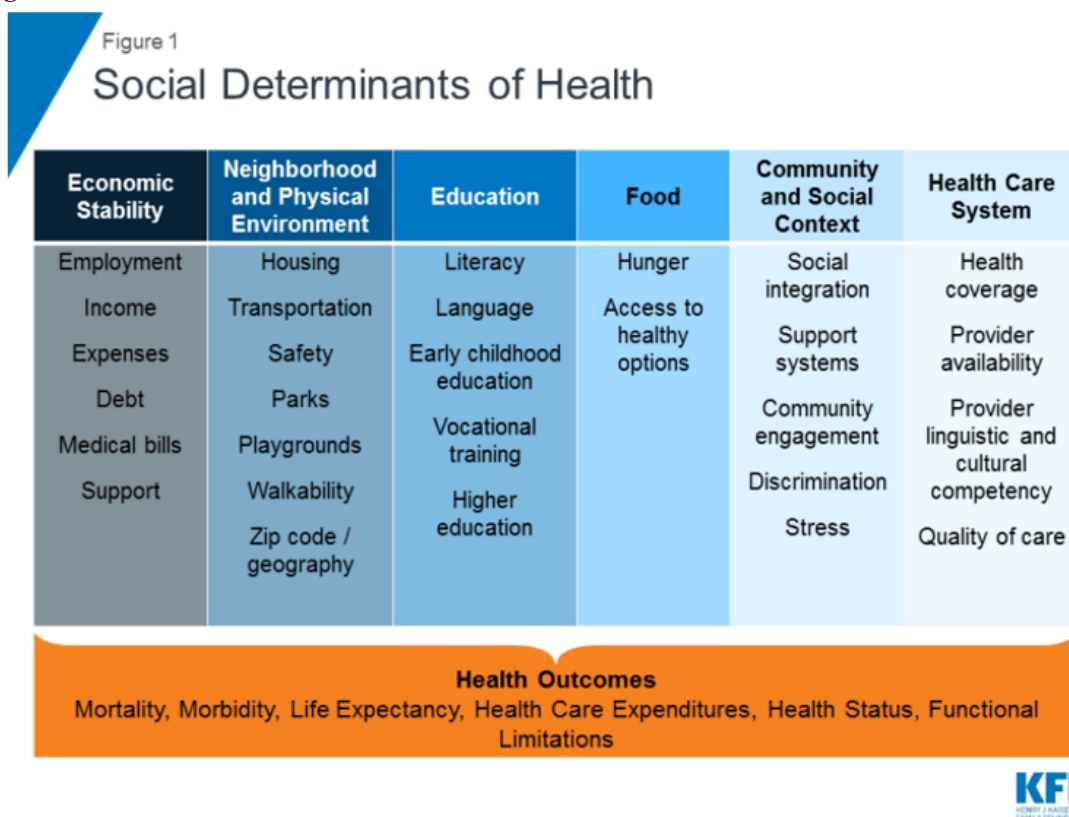 Figure 1
Social Determinants of Health
Economic
Stability
Neighborhood
and Physical
Environment
Education
Food
Community
and Social
Context
Health Care
System
Employment
Income
Expenses
Debt
Medical bills
Support
Housing
Transportation
Safety
Parks
Playgrounds
Walkability
Zip code /
geography
Literacy
Language
Early childhood
education
Vocational
training
Higher
education
Hunger
Access to
healthy
options
Social
integration
Support
systems
Community
engagement
Discrimination
Stress
Health
coverage
Provider
availability
Provider
linguistic and
cultural
competency
Quality of care
Health Outcomes
Mortality, Morbidity, Life Expectancy, Health Care Expenditures, Health Status, Functional
Limitations
KF
HENRY J KAISE